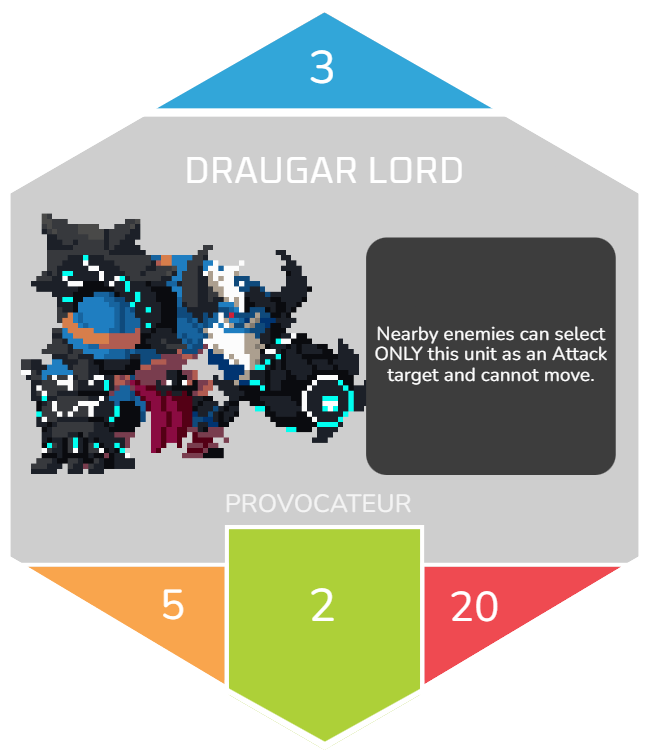 3
DRAUGAR LORD
Nearby enemies can select
ONLY this unit as an Attack
target and cannot move.
PROVOCATEUR
5
2
20